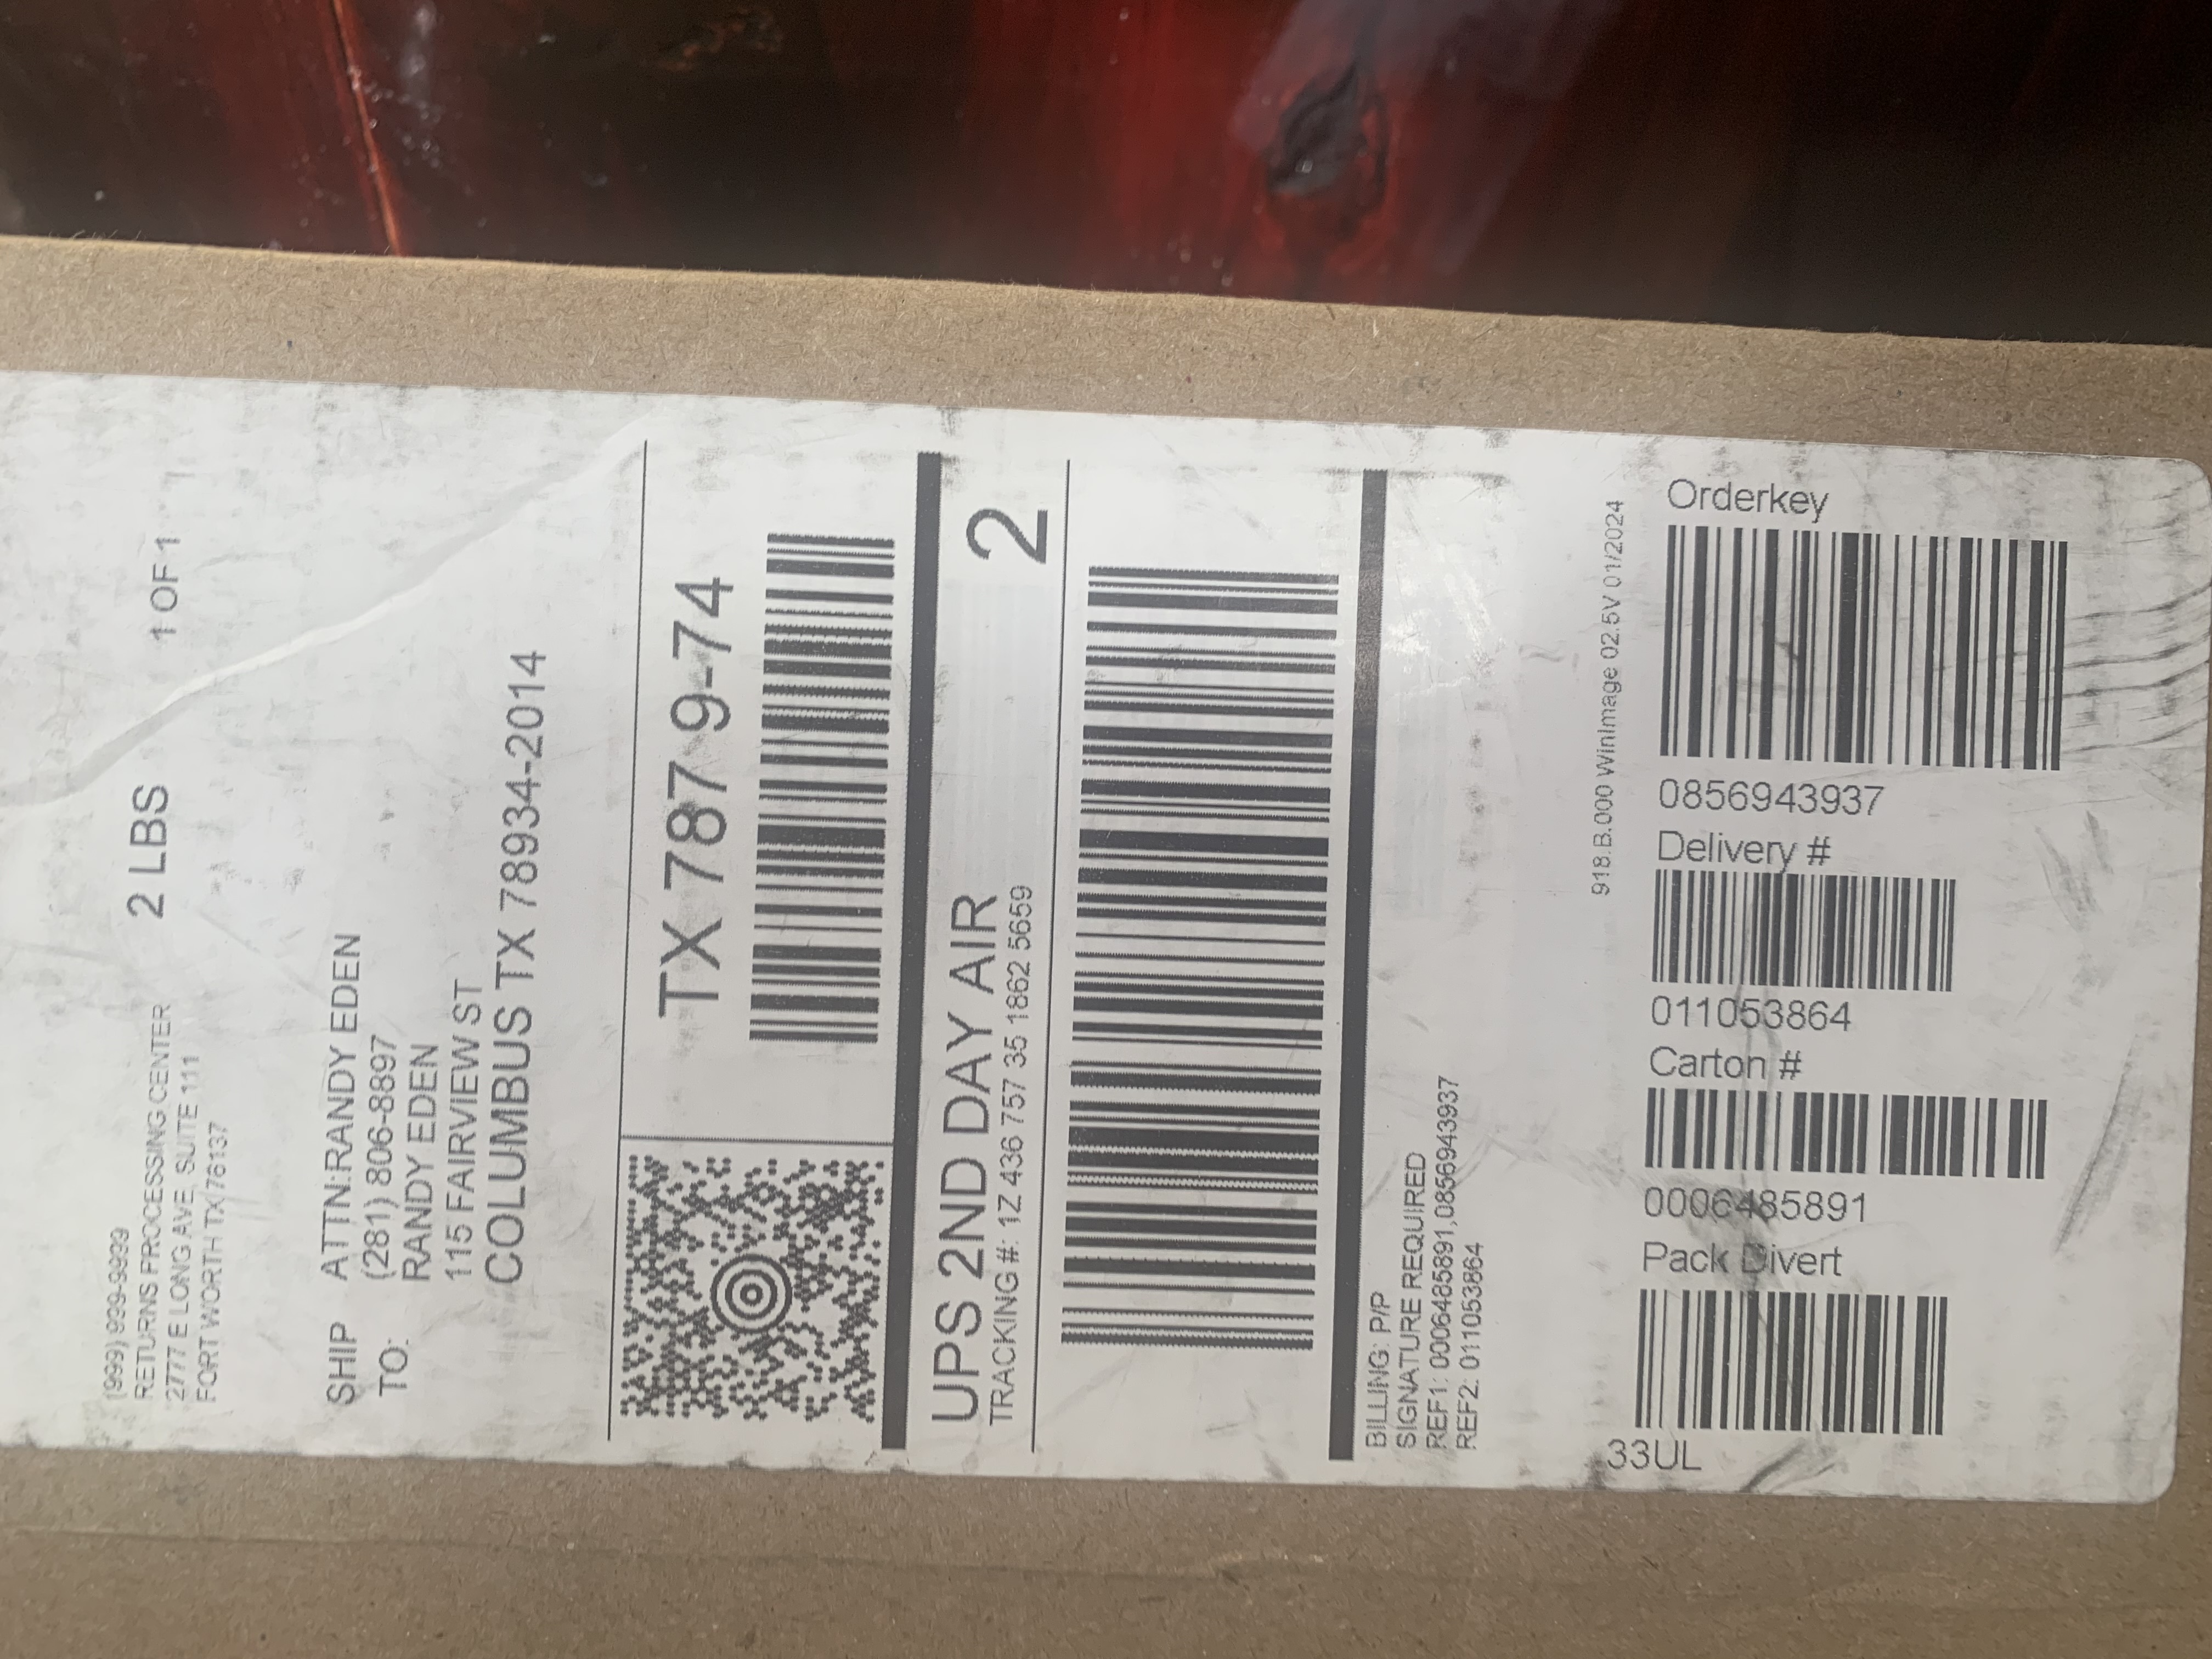 (999) 999-9999
RETURNS PROCESSING CENTER
2777 E LONG AVE, SUITE 111
FORT WORTH TX 76137
2 LBS
1 OF 1
SHIP TO:
ATTN:RANDY EDEN
(281) 806-8897
RANDY EDEN
115 FAIRVIEW ST
COLUMBUS TX 78934-2014
TX 787 9-74
UPS 2ND DAY AIR
TRACKING #: 1Z 436 757 35 1862 5659
2
BILLING: P/P
SIGNATURE REQUIRED
REF1: 0006485891,0856943937
REF2: 011053864
918.B.000 WinImage 02.5V 01/2024
Orderkey
0856943937
Delivery #
011053864
Carton #
0006485891
Pack Divert
33UL